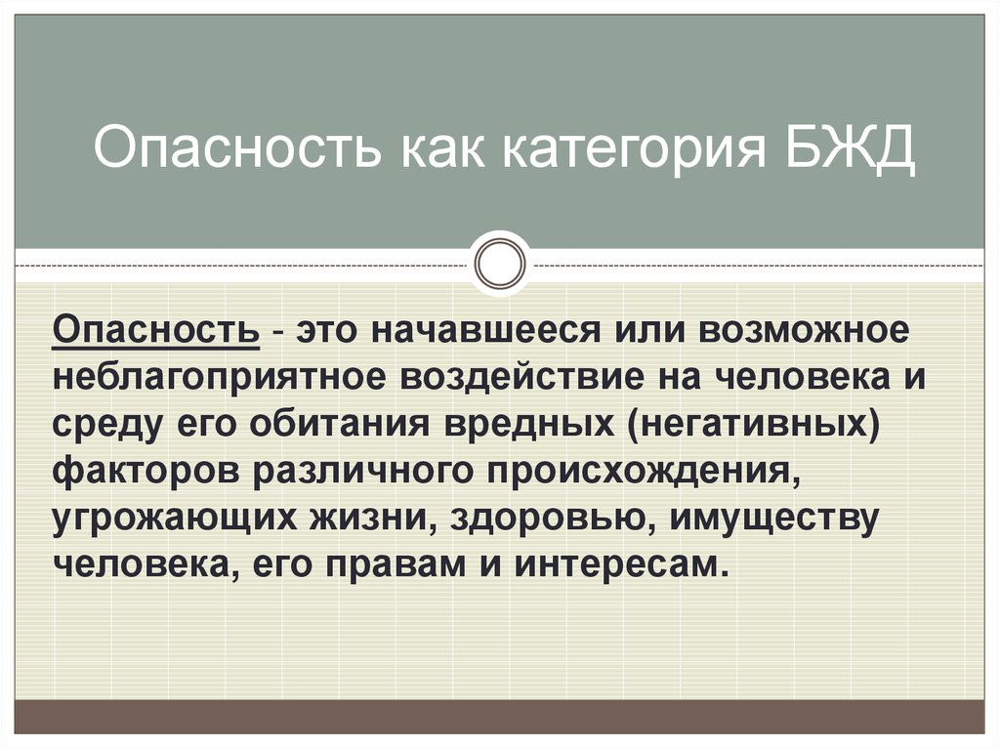 Опасность как категория БЖД
Опасность - это начавшееся или возможное
неблагоприятное воздействие на человека и
среду его обитания вредных (негативных)
факторов различного происхождения,
угрожающих жизни, здоровью, имуществу
человека, его правам и интересам.